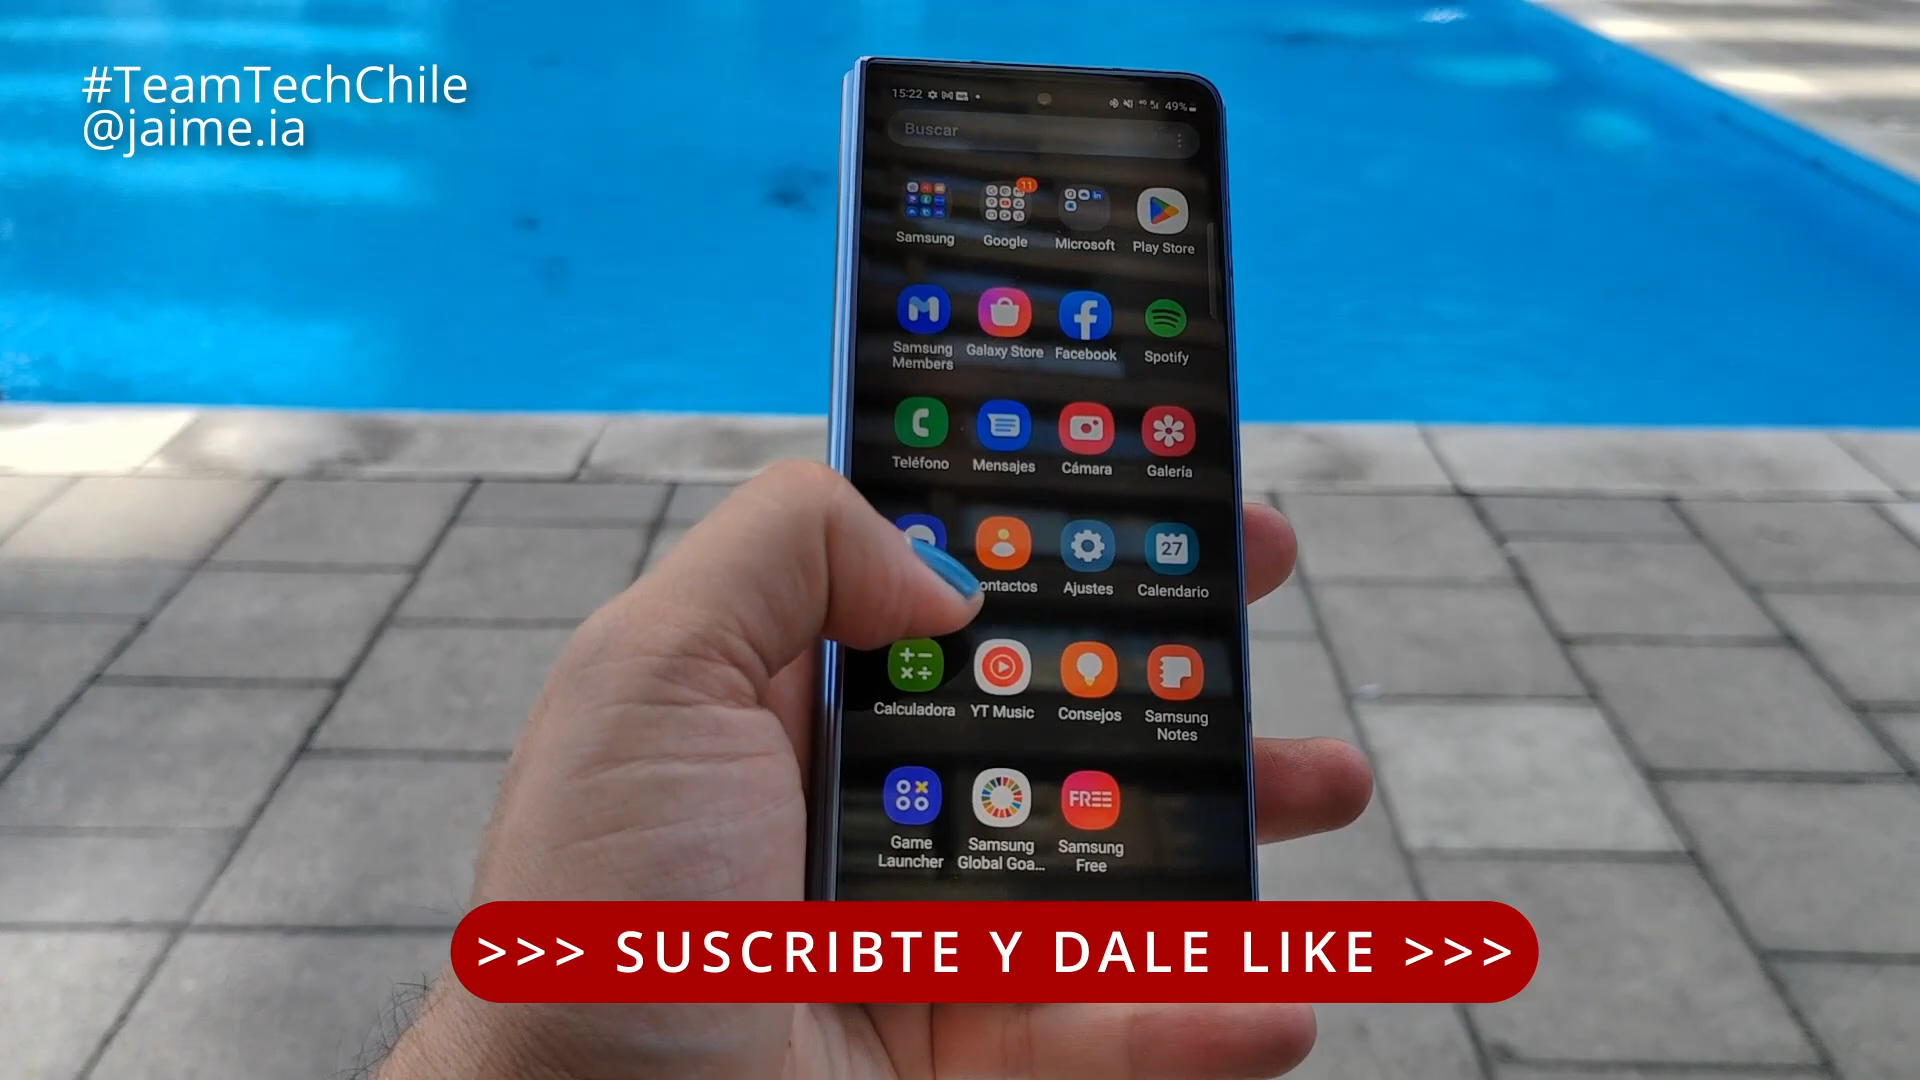 #TeamTechChile
@jaime.ia
15:22
49%
Buscar
11
Samsung
Google
Microsoft
Play Store
Samsung
Members
Galaxy Store
Facebook
Spotify
Teléfono
Mensajes
Cámara
Galería
ontactos
Ajustes
27
Calendario
Calculadora
YT Music
Consejos
Samsung
Notes
FREE
Game
Launcher
Samsung
Global Goa...
Samsung
Free
>>> SUSCRIBTE Y DALE LIKE >>>